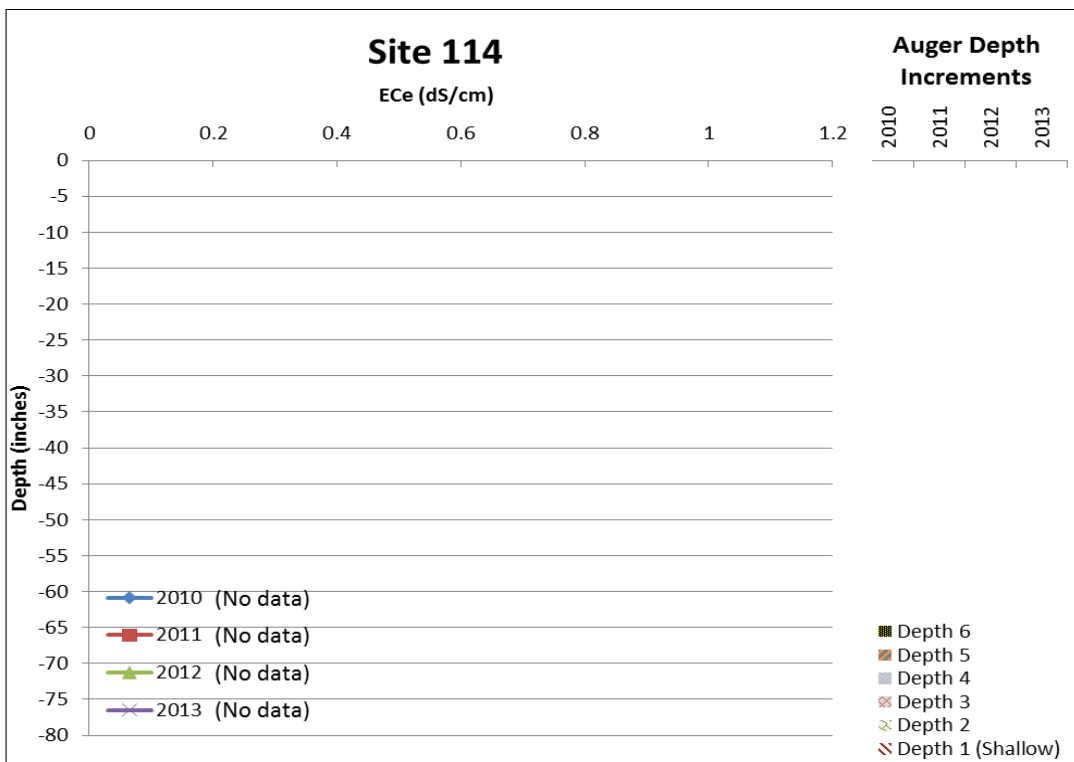 Site 114
ECe (dS/cm)
0 0.2 0.4 0.6 0.8 1 1.2
0
-5
-10
-15
-20
-25
-30
-35
-40
-45
-50
-55
-60
-65
-70
-75
-80
Depth (inches)
2010 (No data)
2011 (No data)
2012 (No data)
2013 (No data)
Auger Depth
Increments
2010
2011
2012
2013
Depth 6
Depth 5
Depth 4
Depth 3
Depth 2
Depth 1 (Shallow)